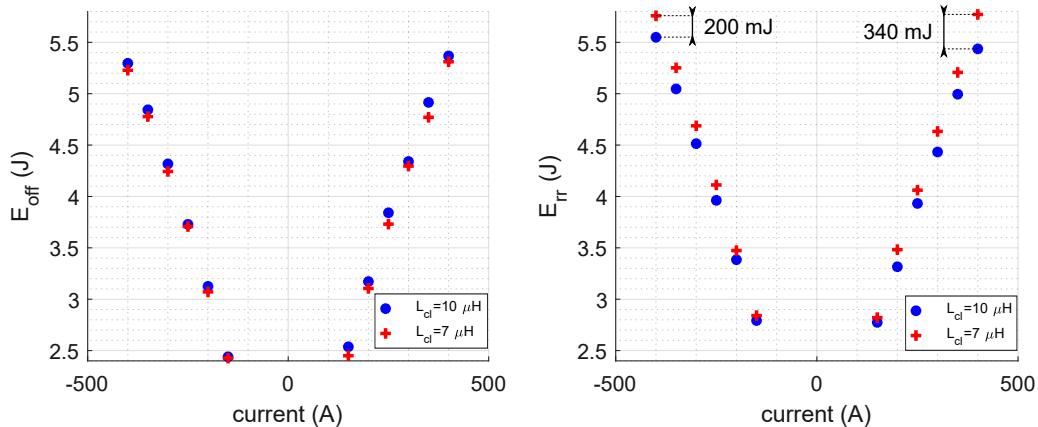 5.5
5
4.5
4
3.5
3
2.5
E_off (J)
-500
0
500
current (A)
L_cl=10 μH
L_cl=7 μH
200 mJ
340 mJ
5.5
5
4.5
4
3.5
3
2.5
E_rr (J)
-500
0
500
current (A)
L_cl=10 μH
L_cl=7 μH